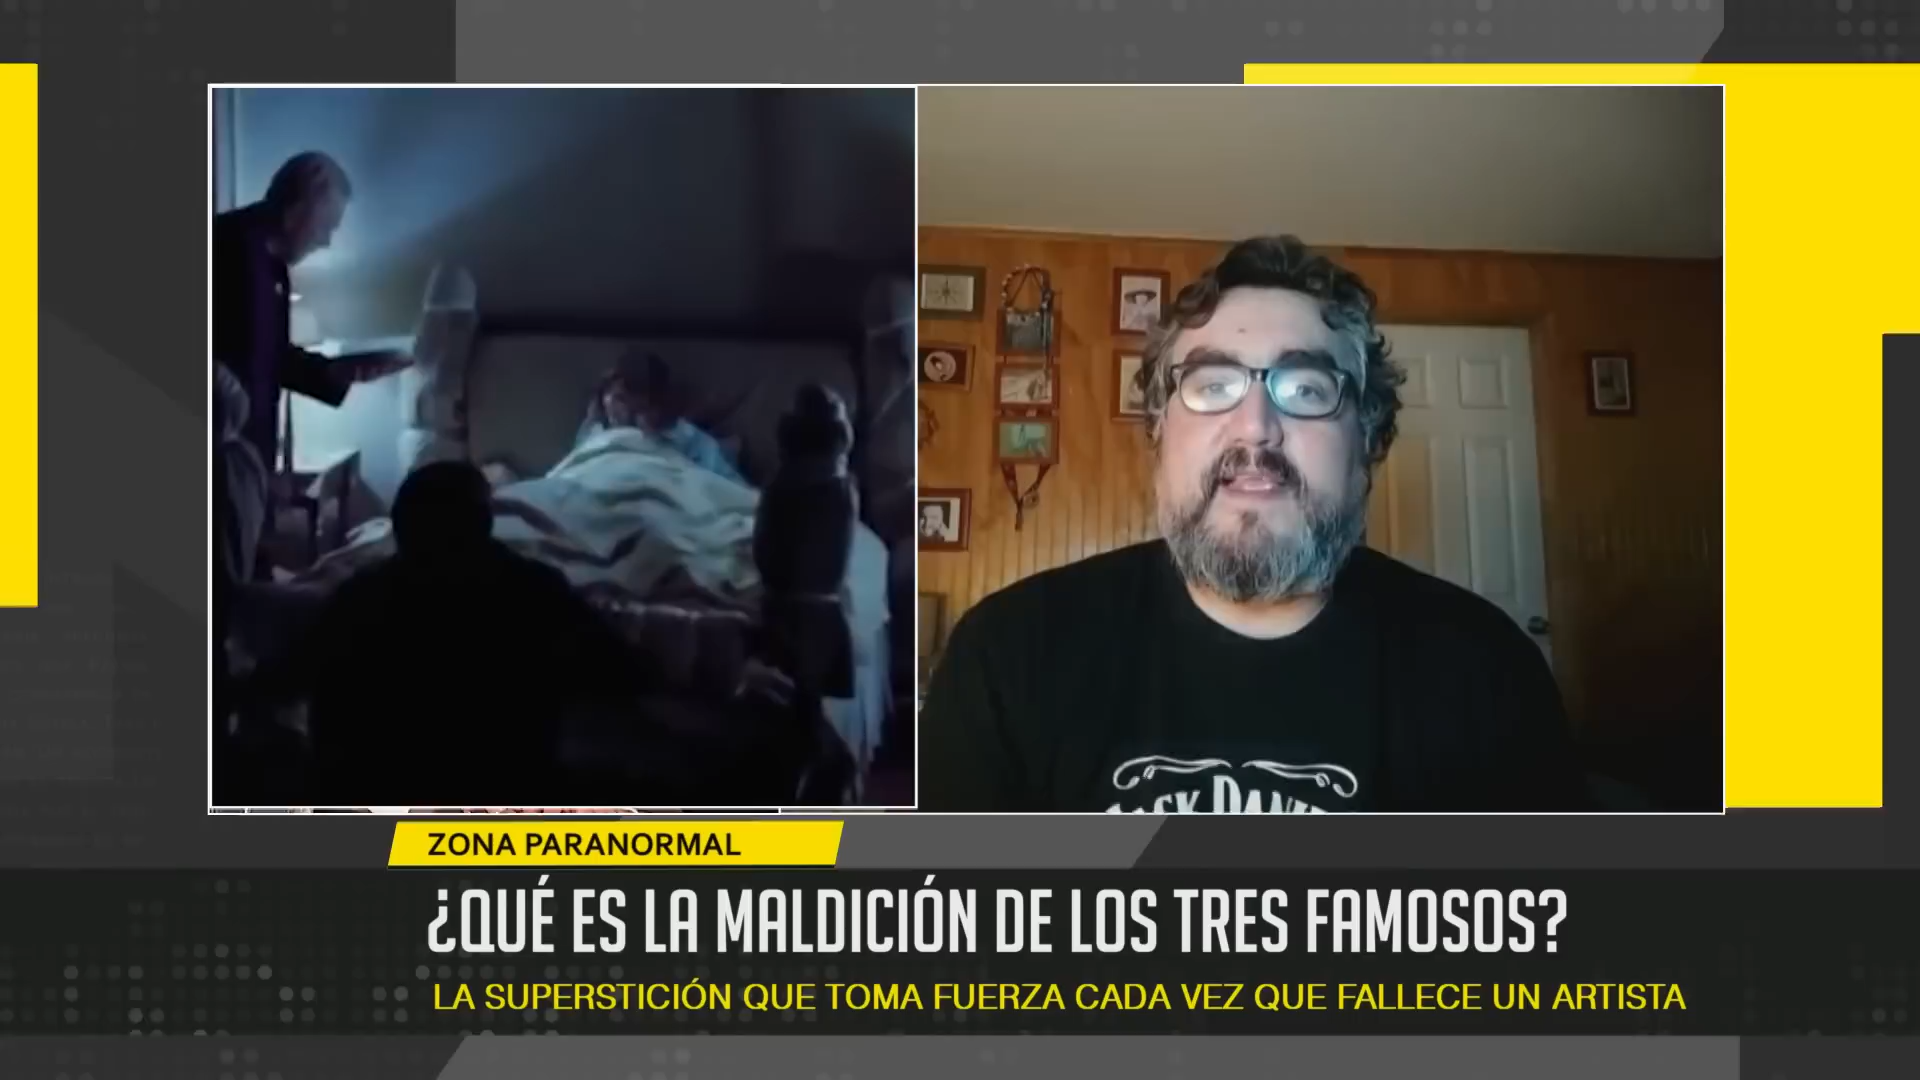 ZONA PARANORMAL
¿QUÉ ES LA MALDICIÓN DE LOS TRES FAMOSOS?
LA SUPERSTICIÓN QUE TOMA FUERZA CADA VEZ QUE FALLECE UN ARTISTA